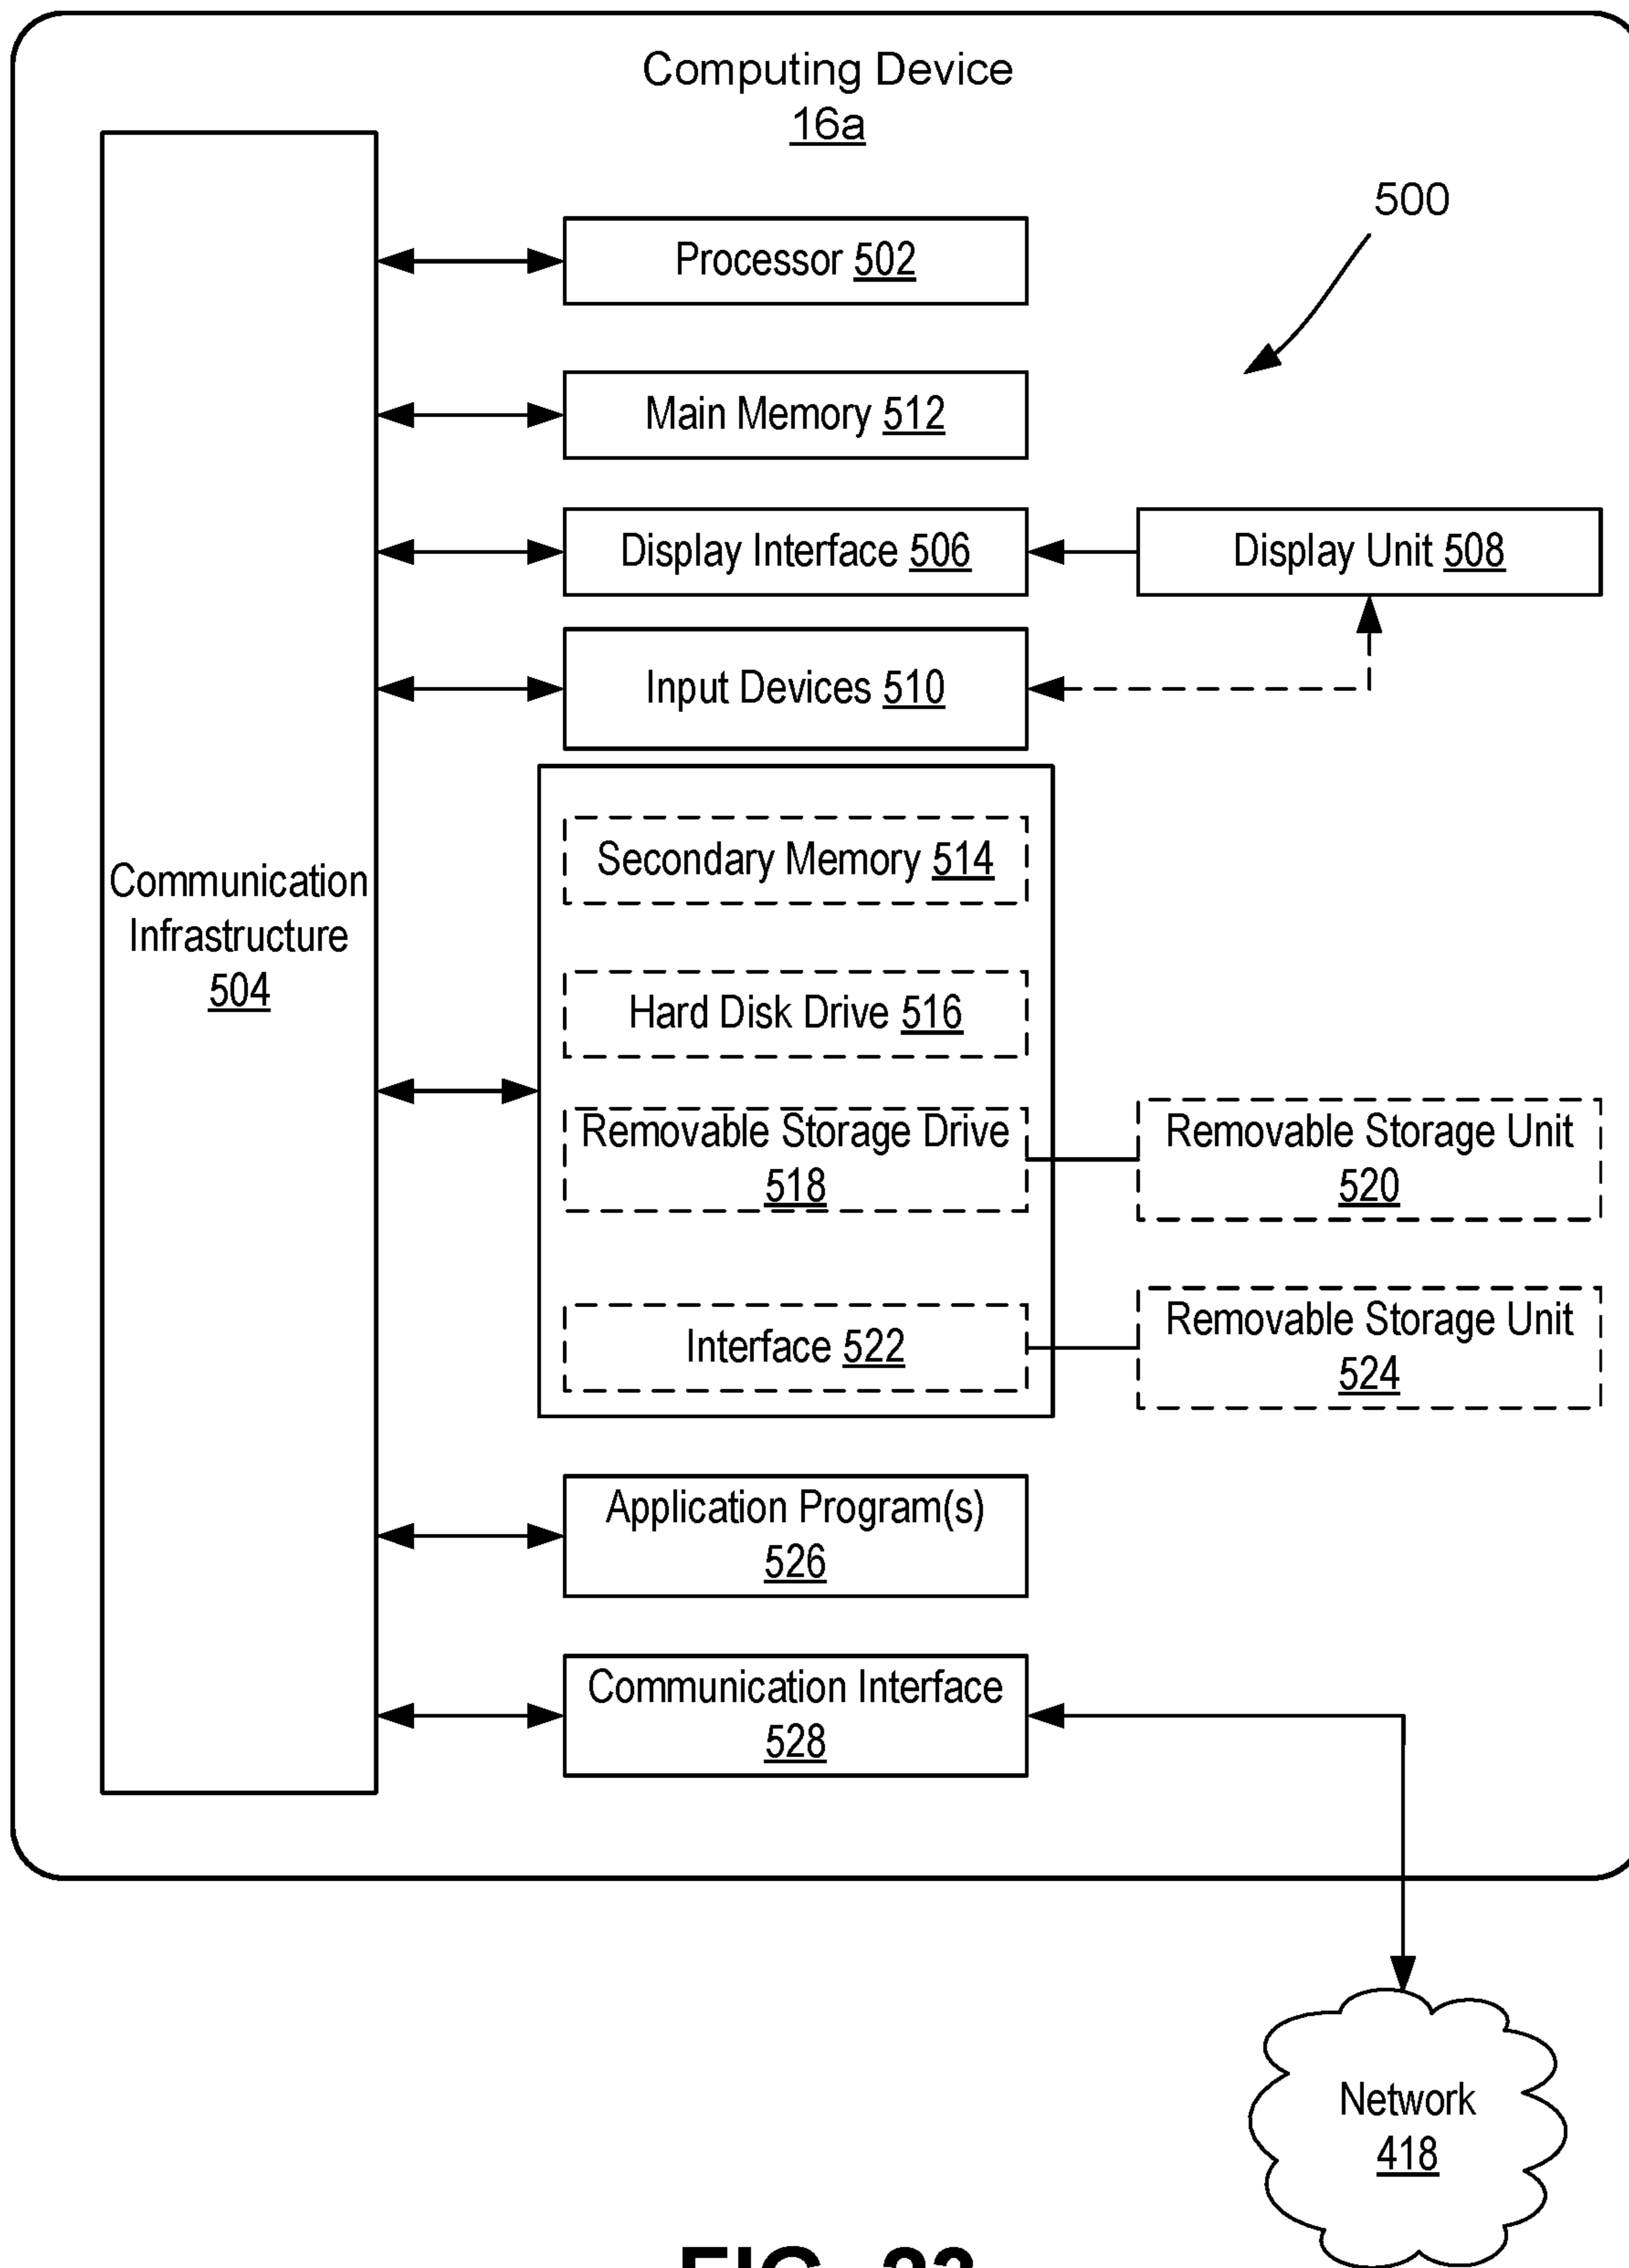 Computing Device
16a
500
Processor 502
Main Memory 512
Display Interface 506
Display Unit 508
Input Devices 510
Communication
Infrastructure
504
Secondary Memory 514
Hard Disk Drive 516
Removable Storage Drive
518
Removable Storage Unit
520
Interface 522
Removable Storage Unit
524
Application Program(s)
526
Communication Interface
528
Network
418